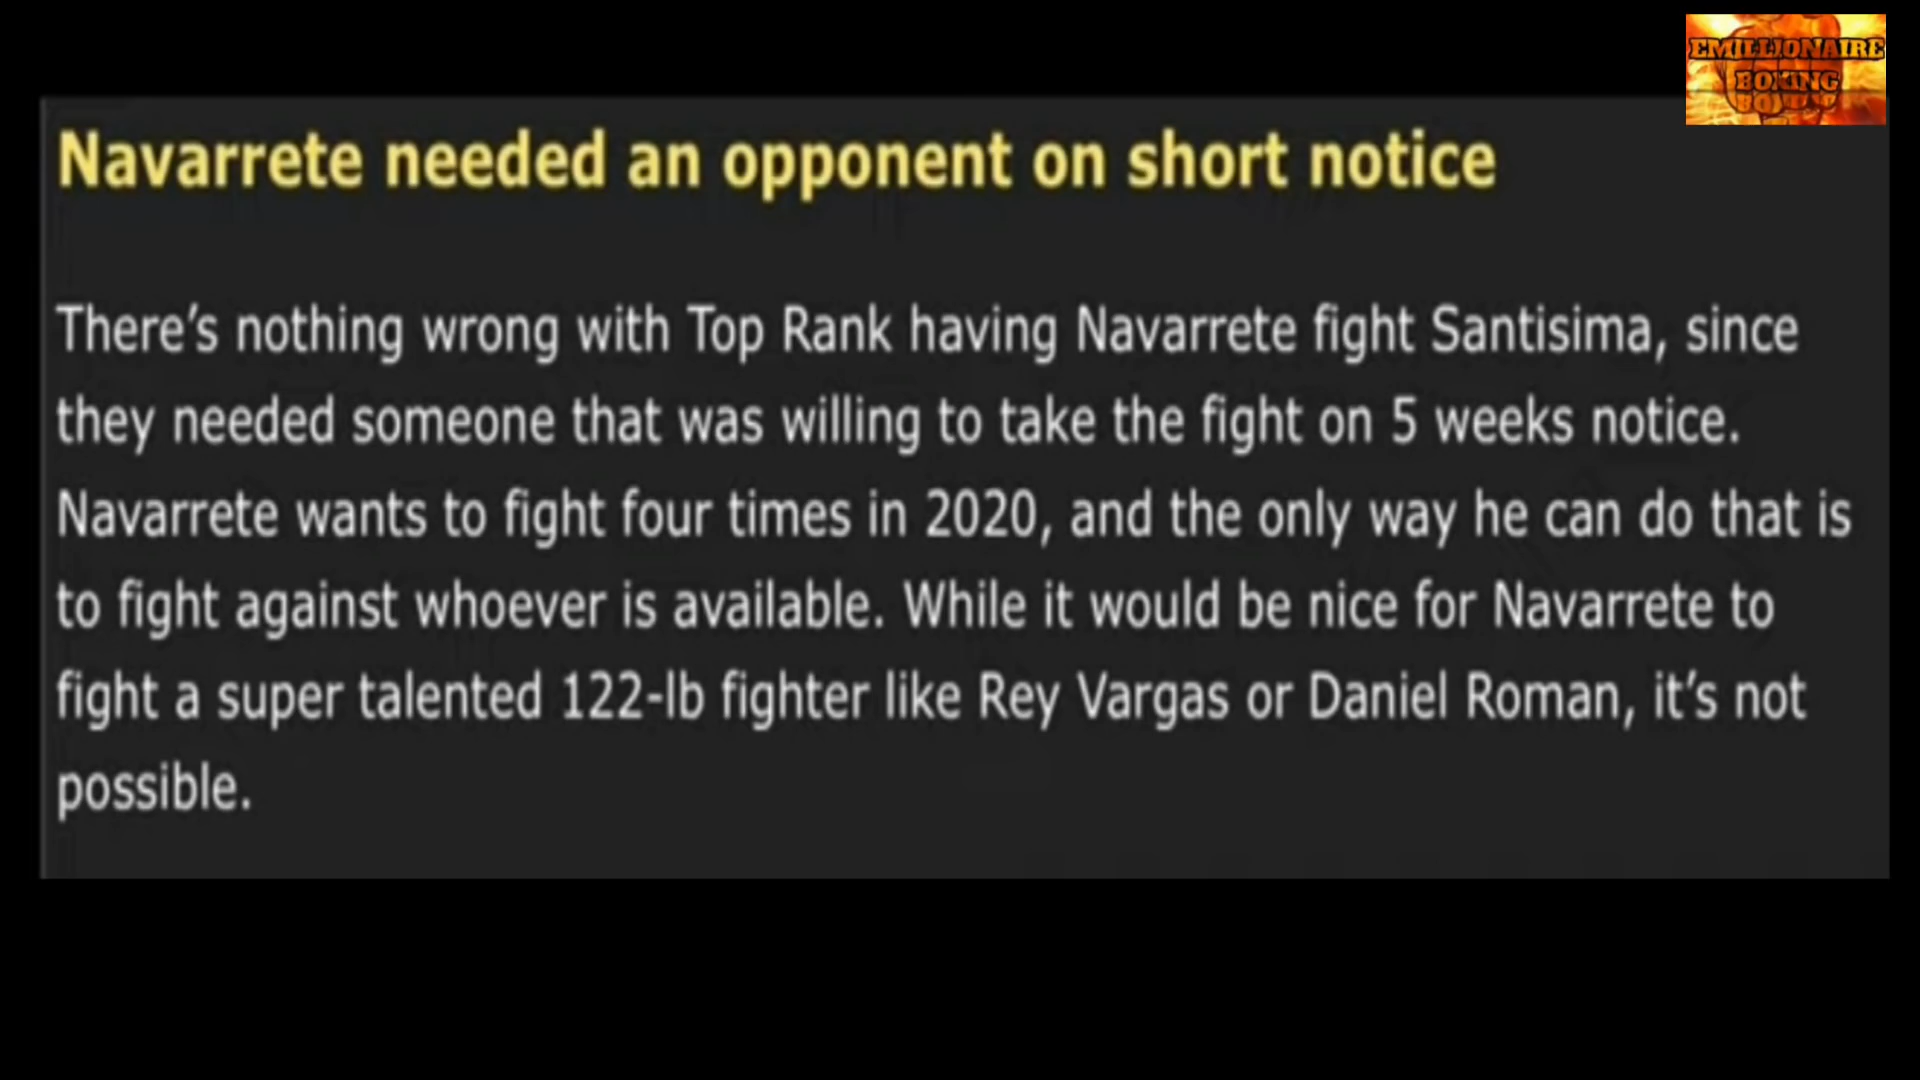 EMILLIONAIRE
BOXING
Navarrete needed an opponent on short notice
There's nothing wrong with Top Rank having Navarrete fight Santisima, since
they needed someone that was willing to take the fight on 5 weeks notice.
Navarrete wants to fight four times in 2020, and the only way he can do that is
to fight against whoever is available. While it would be nice for Navarrete to
fight a super talented 122-lb fighter like Rey Vargas or Daniel Roman, it's not
possible.